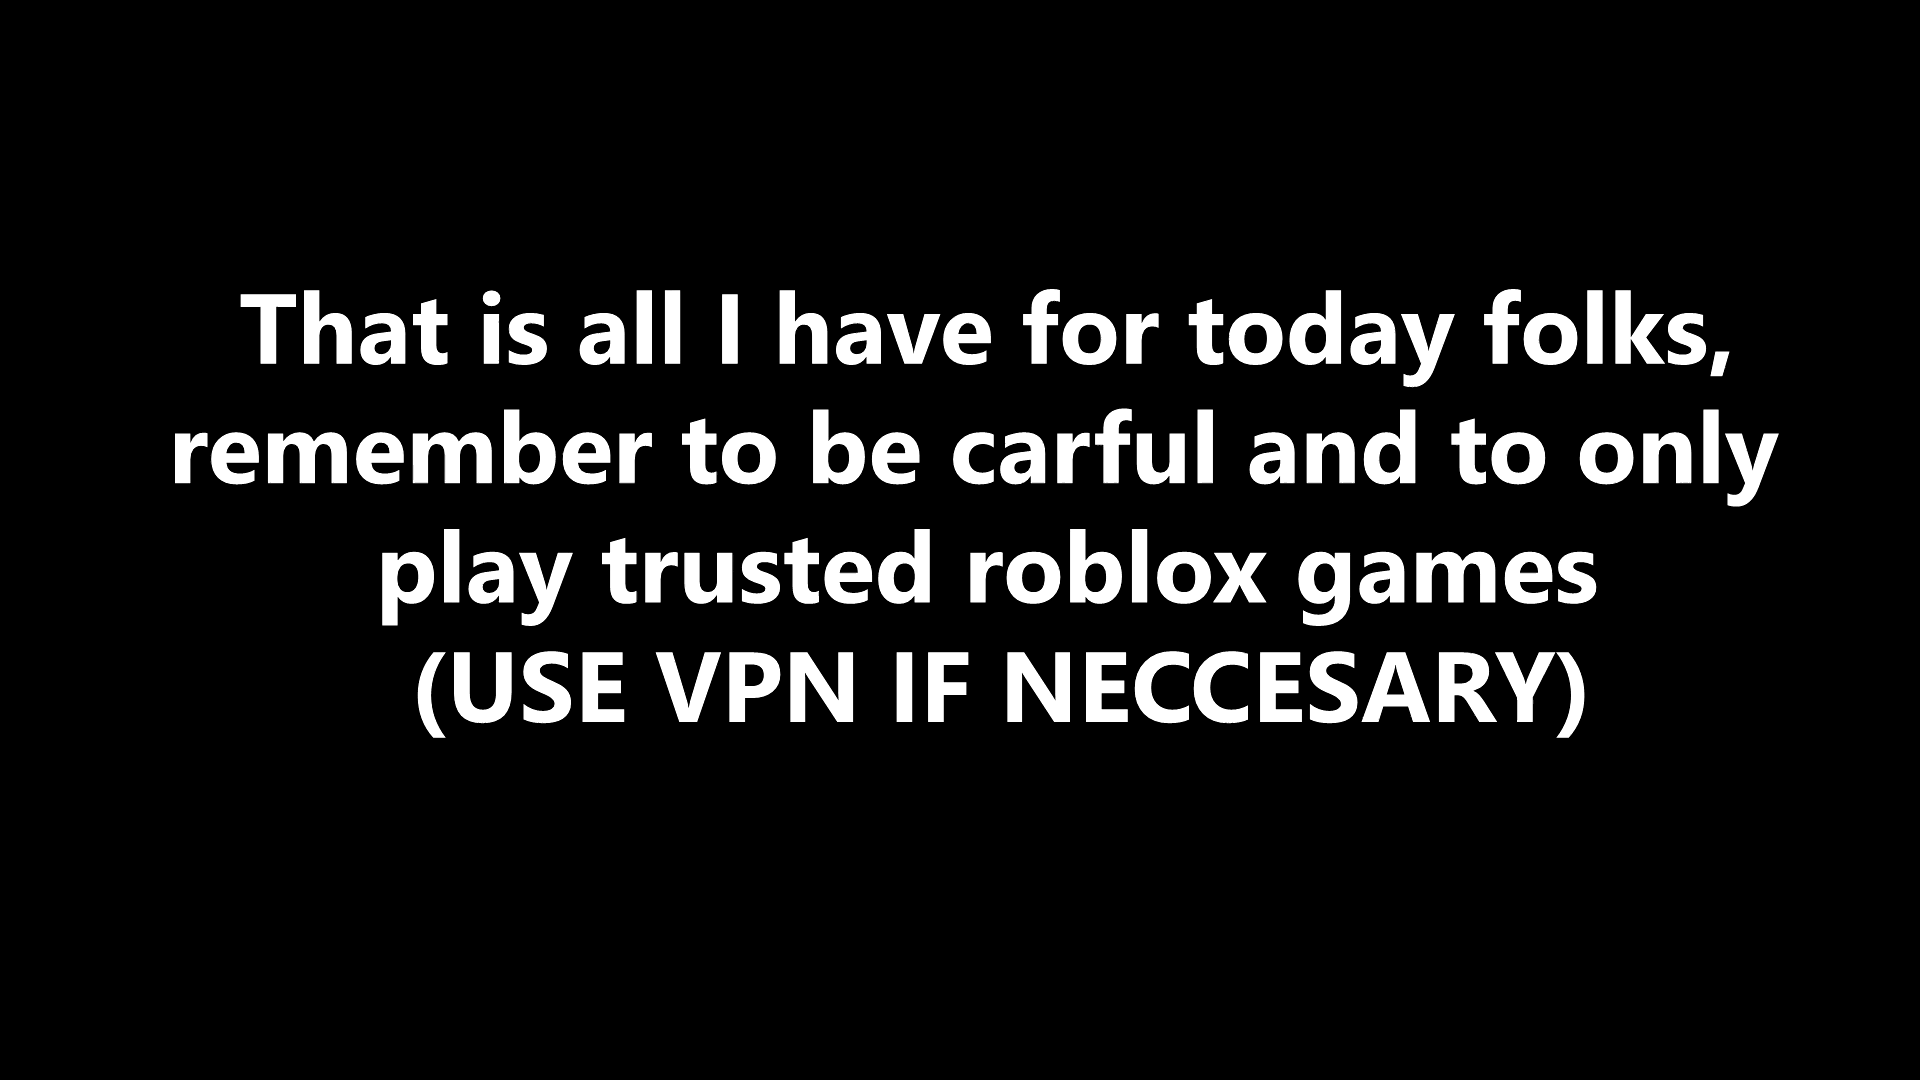 That is all I have for today folks,
remember to be carful and to only
play trusted roblox games
(USE VPN IF NECCESARY)